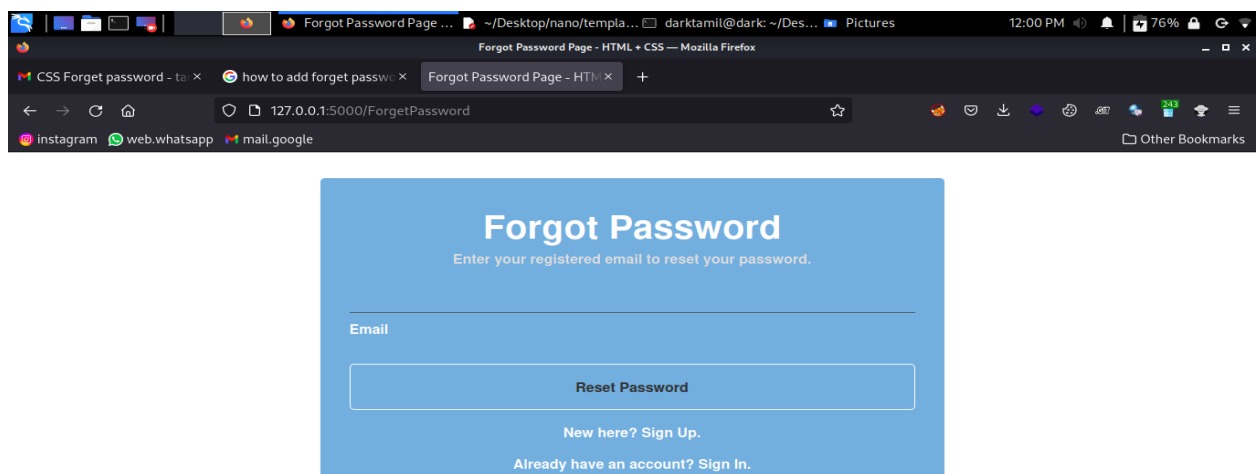 Forgot Password Page ... ~/Desktop/nano/templa... darktamil@dark: ~/Des... Pictures 12:00 PM 76%
Forgot Password Page - HTML + CSS — Mozilla Firefox
CSS Forget password - ta how to add forget passwo Forgot Password Page - HTM
127.0.0.1:5000/ForgetPassword 243
instagram web.whatsapp mail.google Other Bookmarks
Forgot Password
Enter your registered email to reset your password.
Email
Reset Password
New here? Sign Up.
Already have an account? Sign In.